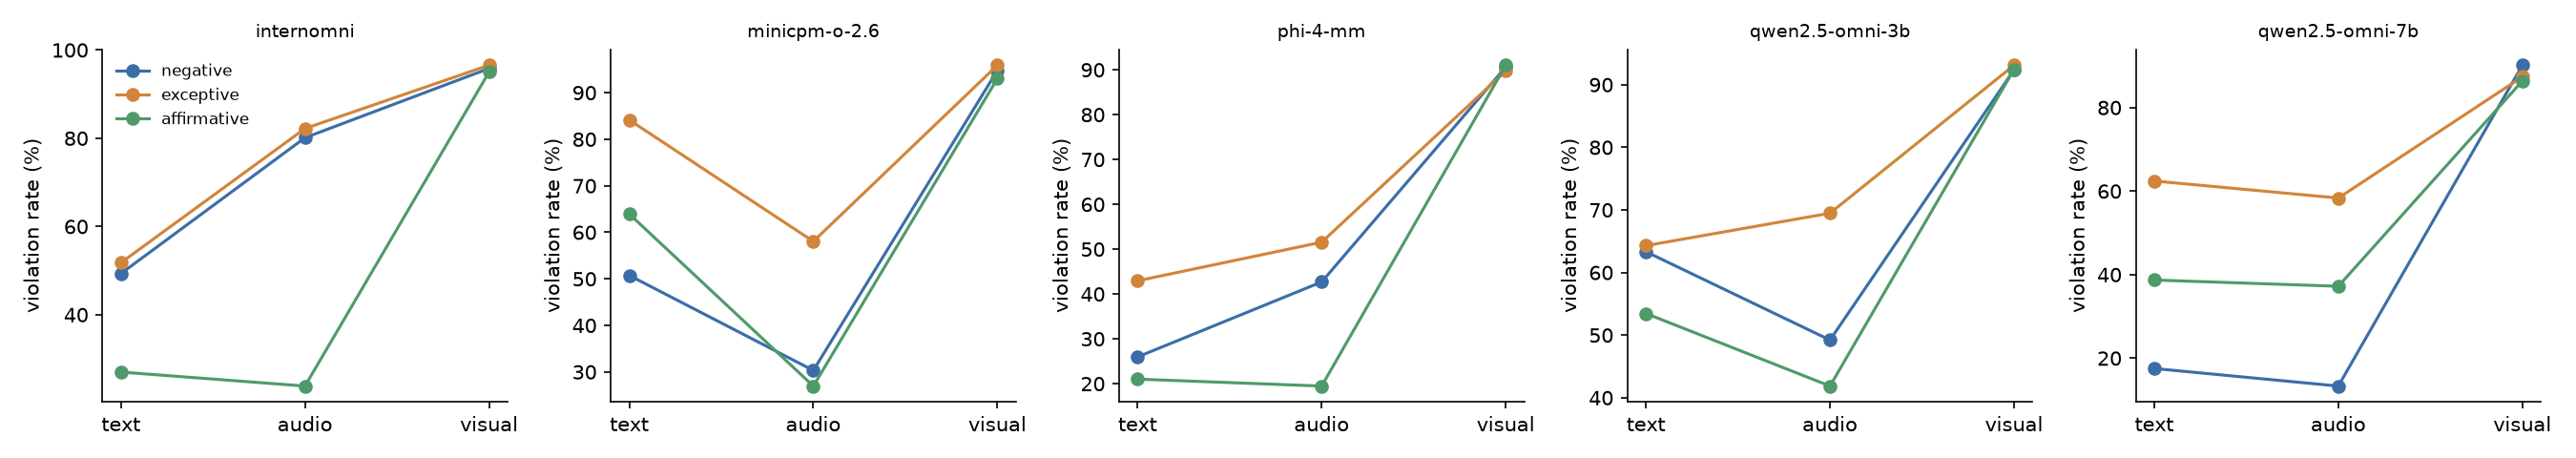 internomni
violation rate (%)
100
80
60
40
negative
exceptive
affirmative
text audio visual
minicpm-o-2.6
violation rate (%)
90
80
70
60
50
40
30
text audio visual
phi-4-mm
violation rate (%)
90
80
70
60
50
40
30
20
text audio visual
qwen2.5-omni-3b
violation rate (%)
90
80
70
60
50
40
text audio visual
qwen2.5-omni-7b
violation rate (%)
80
60
40
20
text audio visual